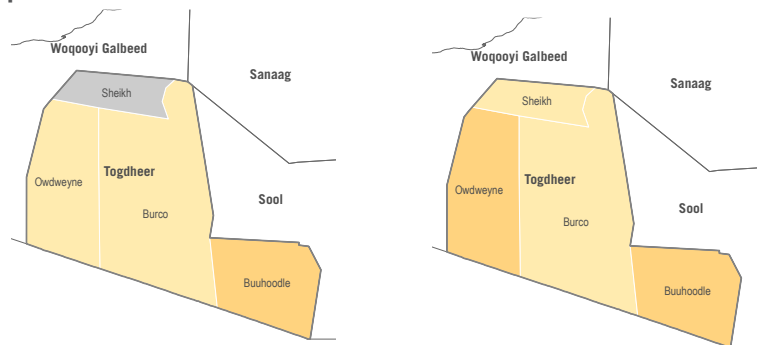 Woqooyi Galbeed
Sanaag
Sheikh
Togdheer
Owdweyne
Sool
Burco
Buuhoodle
Woqooyi Galbeed
Sanaag
Sheikh
Togdheer
Owdweyne
Sool
Burco
Buuhoodle